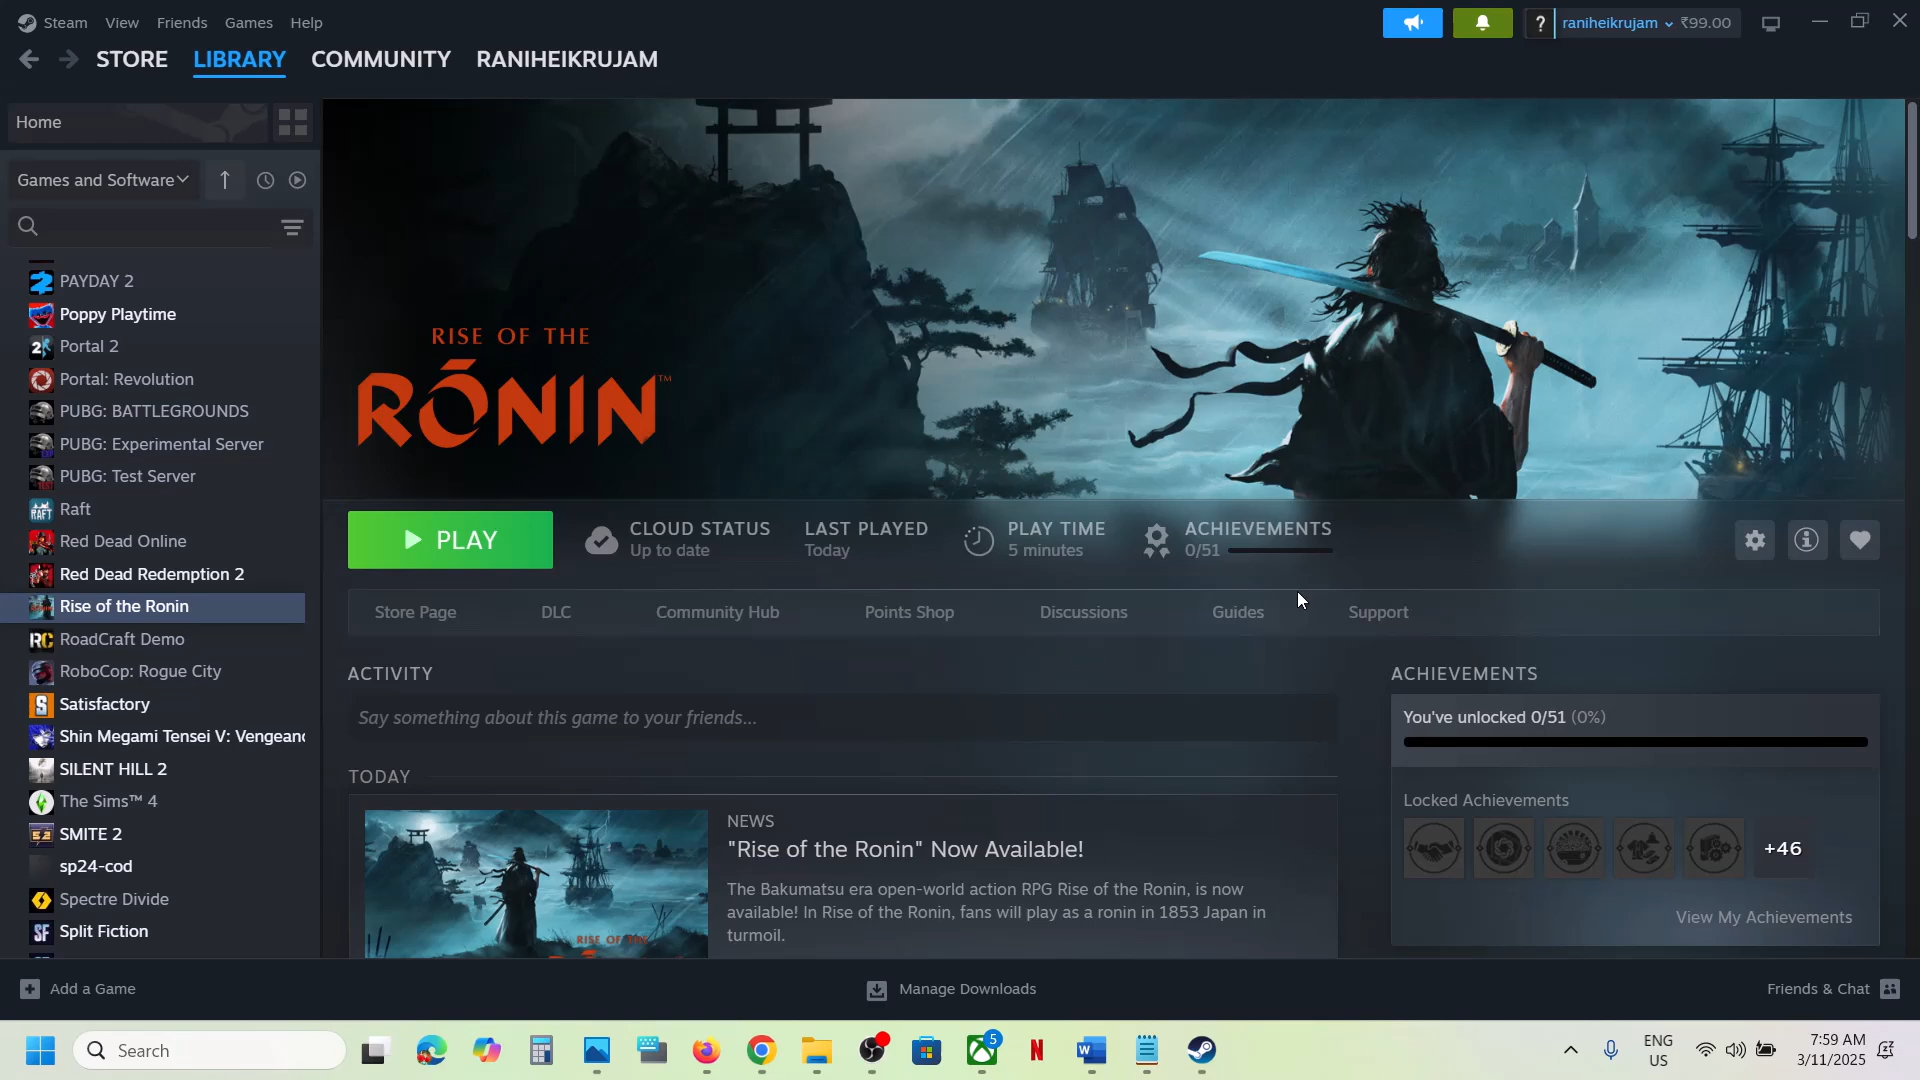 Steam View Friends Games Help
? raniheikrujam ₹99.00
STORE LIBRARY COMMUNITY RANIHEIKRUJAM
Home
Games and Software
PAYDAY 2
Poppy Playtime
Portal 2
Portal: Revolution
PUBG: BATTLEGROUNDS
PUBG: Experimental Server
PUBG: Test Server
Raft
Red Dead Online
Red Dead Redemption 2
Rise of the Ronin
RoadCraft Demo
RoboCop: Rogue City
Satisfactory
Shin Megami Tensei V: Vengeanc
SILENT HILL 2
The Sims™ 4
SMITE 2
sp24-cod
Spectre Divide
Split Fiction
RISE OF THE
RŌNIN™
PLAY
CLOUD STATUS
Up to date
LAST PLAYED
Today
PLAY TIME
5 minutes
ACHIEVEMENTS
0/51
Store Page DLC Community Hub Points Shop Discussions Guides Support
ACTIVITY
Say something about this game to your friends...
TODAY
RISE OF THE
NEWS
"Rise of the Ronin" Now Available!
The Bakumatsu era open-world action RPG Rise of the Ronin, is now
available! In Rise of the Ronin, fans will play as a ronin in 1853 Japan in
turmoil.
ACHIEVEMENTS
You've unlocked 0/51 (0%)
Locked Achievements
+46
View My Achievements
Add a Game
Manage Downloads
Friends & Chat
Search
5
ENG
US
7:59 AM
3/11/2025